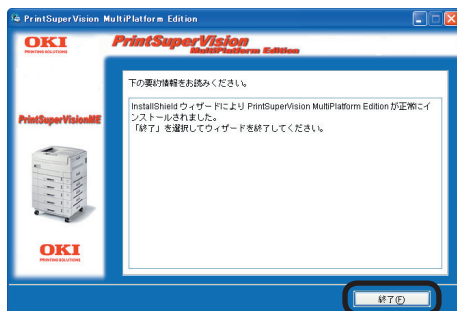 PrintSuperVision MultiPlatform Edition
OKI
PRINTING SOLUTIONS
PrintSuperVision
MultiPlatform Edition
下の要約情報をお読みください。
InstallShield ウィザードにより PrintSuperVision MultiPlatform Edition が正常にイ
ンストールされました。
「終了」を選択してウィザードを終了してください。
PrintSuperVisionME
OKI
PRINTING SOLUTIONS
終了(F)